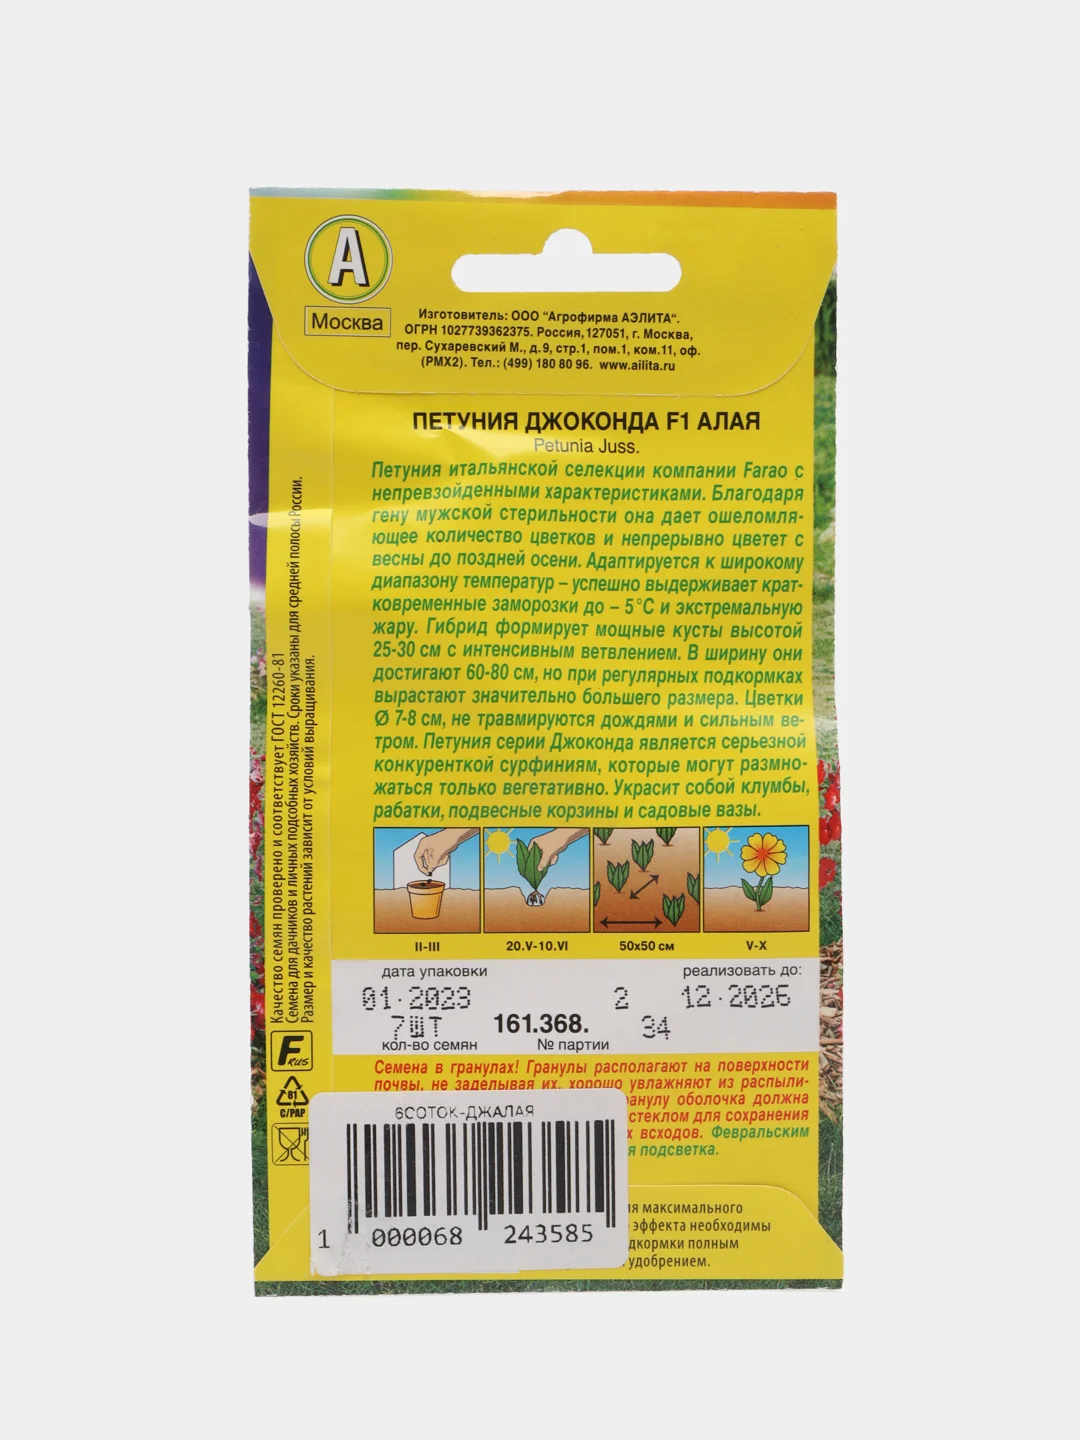 А
Москва
Изготовитель: ООО "Агрофирма АЭЛИТА".
ОГРН 1027739362375. Россия, 127051, г. Москва,
пер. Сухаревский М., д.9, стр.1, пом.1, ком.11, оф.
(РМХ2). Тел.: (499) 180 80 96. www.ailita.ru
ПЕТУНИЯ ДЖОКОНДА F1 АЛАЯ
Petunia Juss.
Петуния итальянской селекции компании Farao с
непревзойденными характеристиками. Благодаря
гену мужской стерильности она дает ошеломля-
ющее количество цветков и непрерывно цветет с
весны до поздней осени. Адаптируется к широкому
диапазону температур – успешно выдерживает крат-
ковременные заморозки до – 5°С и экстремальную
жару. Гибрид формирует мощные кусты высотой
25-30 см с интенсивным ветвлением. В ширину они
достигают 60-80 см, но при регулярных подкормках
вырастают значительно большего размера. Цветки
Ø 7-8 см, не травмируются дождями и сильным ве-
тром. Петуния серии Джоконда является серьезной
конкуренткой сурфиниям, которые могут размно-
жаться только вегетативно. Украсит собой клумбы,
рабатки, подвесные корзины и садовые вазы.
II-III
20.V-10.VI
50х50 см
V-X
дата упаковки
реализовать до:
01.2023
2
12.2026
7ШТ
161.368.
34
кол-во семян
№ партии
Семена в гранулах! Гранулы располагают на поверхности
почвы, не заделывая их, хорошо увлажняют из распыли-
гранулу оболочка должна
стеклом для сохранения
всходов. Февральским
подсветка.
максимального
эффекта необходимы
полным
удобрением.
Качество семян проверено и соответствует ГОСТ 12260-81
Семена для дачников и личных подсобных хозяйств. Сроки указаны для средней полосы России.
Размер и качество растений зависит от условий выращивания.
F RUS
81
C/PAP
6СОТОК-ДЖАЛАЯ
1 000068 243585